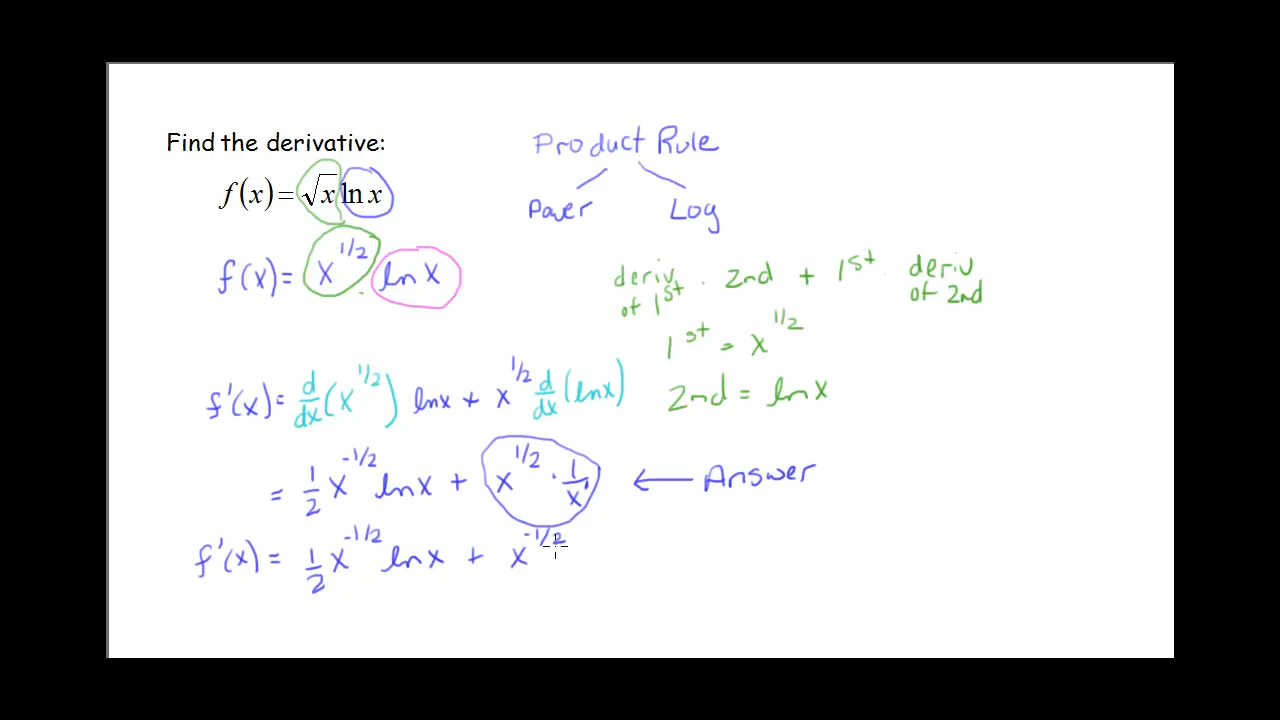 Find the derivative:
f(x) = √x ln x
f(x) = x^1/2 · ln x
Product Rule
Power Log
deriv of 1st · 2nd + 1st · deriv of 2nd
1st = x^1/2
2nd = ln x
f'(x) = d/dx (x^1/2) ln x + x^1/2 d/dx (ln x)
= 1/2 x^-1/2 ln x + x^1/2 · 1/x^1 ← Answer
f'(x) = 1/2 x^-1/2 ln x + x^-1/2